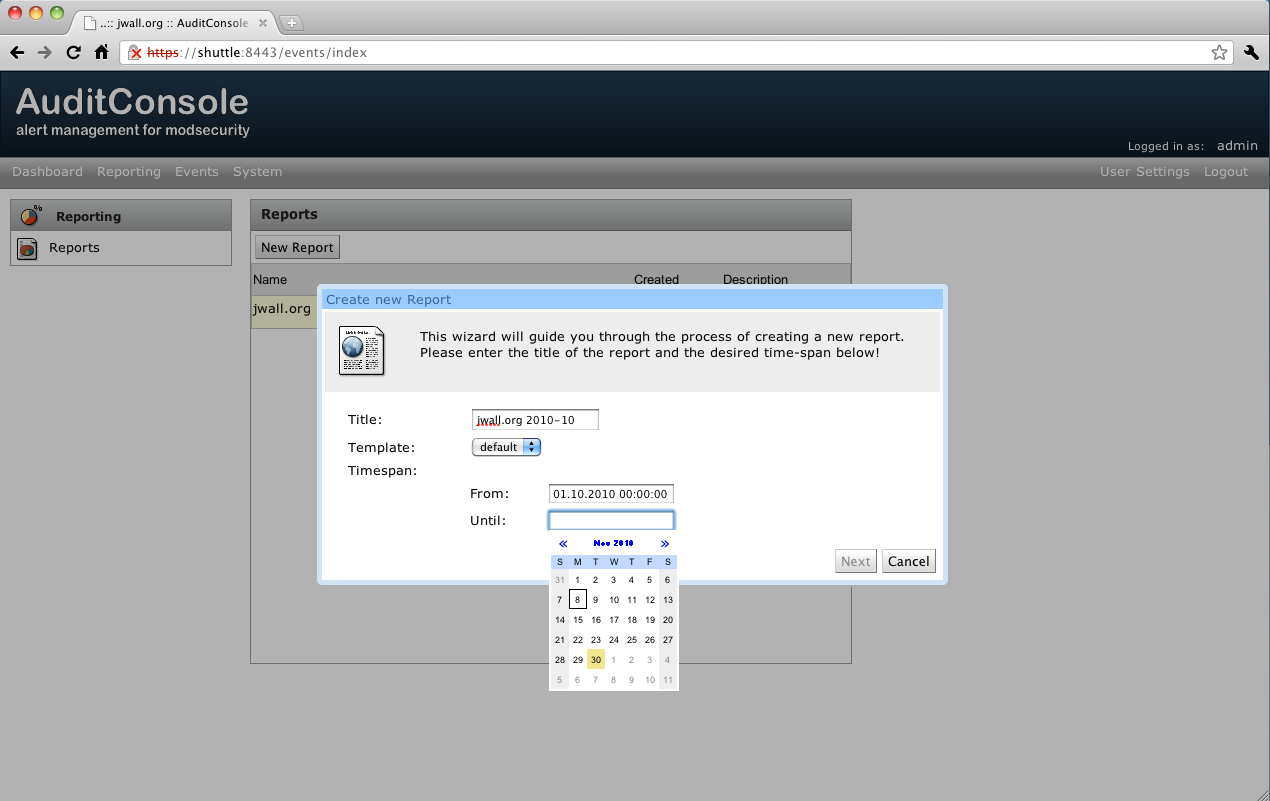 ..:: jwall.org :: AuditConsole
https://shuttle:8443/events/index
AuditConsole
alert management for modsecurity
Logged in as: admin
Dashboard Reporting Events System User Settings Logout
Reporting
Reports
Reports
New Report
Name Created Description
jwall.org
Create new Report
This wizard will guide you through the process of creating a new report.
Please enter the title of the report and the desired time-span below!
Title: jwall.org 2010-10
Template: default
Timespan:
From: 01.10.2010 00:00:00
Until:
« Nov 2010 »
S M T W T F S
31 1 2 3 4 5 6
7 8 9 10 11 12 13
14 15 16 17 18 19 20
21 22 23 24 25 26 27
28 29 30 1 2 3 4
5 6 7 8 9 10 11
Next Cancel